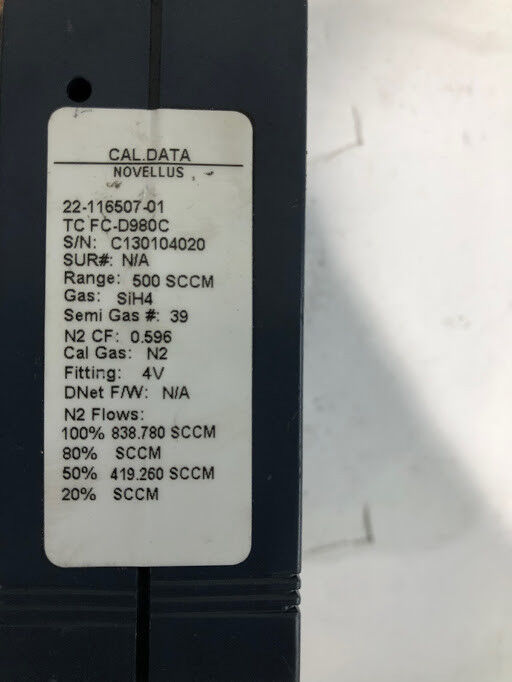 CAL.DATA
NOVELLUS
22-116507-01
TC FC-D980C
S/N: C130104020
SUR#: N/A
Range: 500 SCCM
Gas: SiH4
Semi Gas #: 39
N2 CF: 0.596
Cal Gas: N2
Fitting: 4V
DNet F/W: N/A
N2 Flows:
100% 838.780 SCCM
80% SCCM
50% 419.260 SCCM
20% SCCM